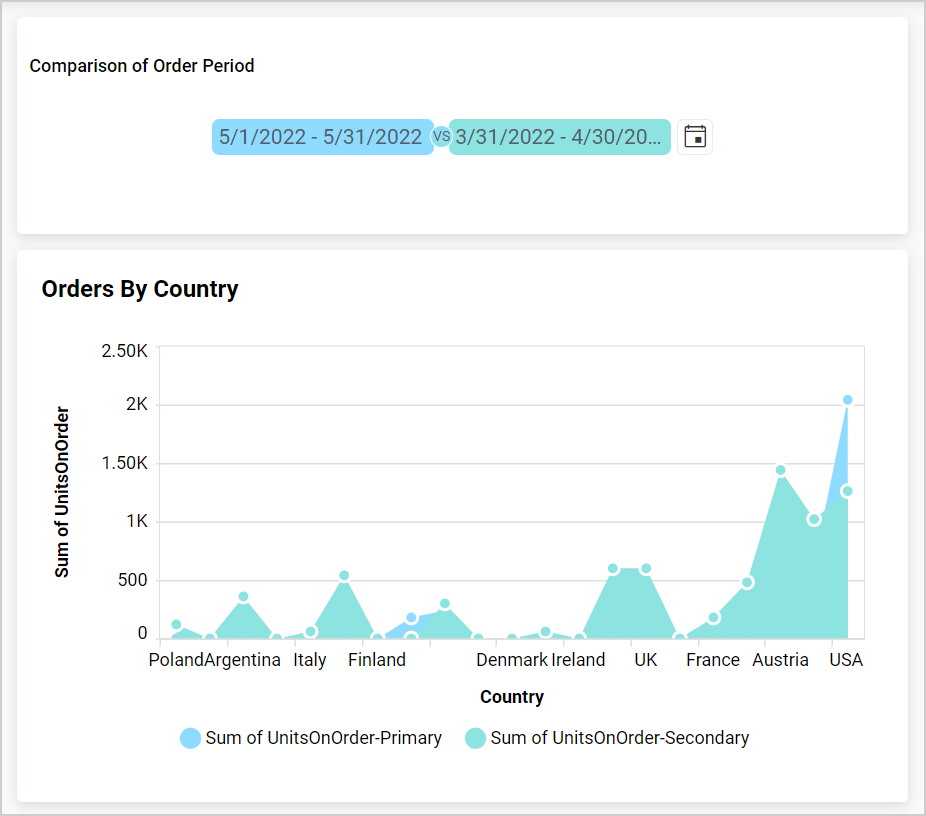 Comparison of Order Period
5/1/2022 - 5/31/2022 VS 3/31/2022 - 4/30/20...
Orders By Country
2.50K
2K
1.50K
1K
500
0
Sum of UnitsOnOrder
Poland Argentina Italy Finland Denmark Ireland UK France Austria USA
Country
Sum of UnitsOnOrder-Primary Sum of UnitsOnOrder-Secondary